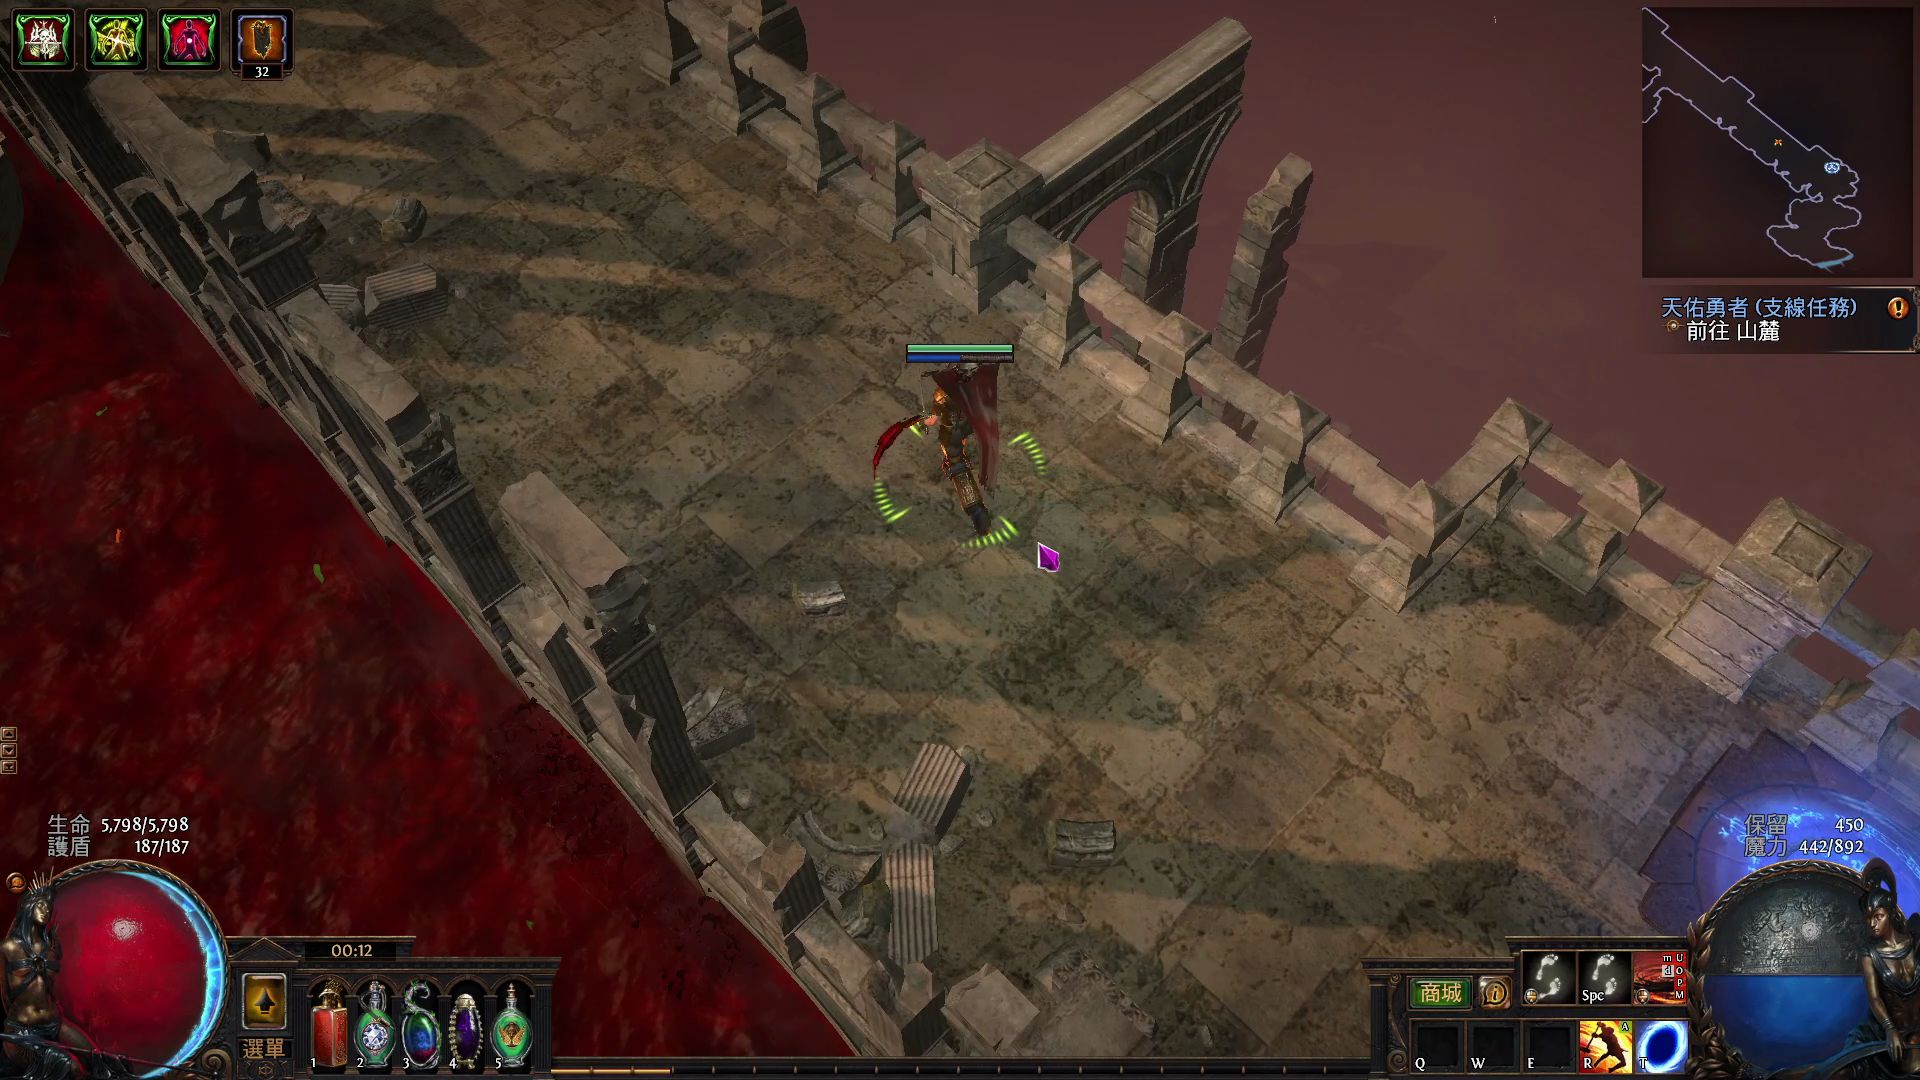 32
天佑勇者 (支線任務)
前往 山麓
生命 5,798/5,798
護盾 187/187
保留 450
魔力 442/892
00:12
選單
1 2 3 4 5
商城
Spc
m U
d O
P
M
Q W E R T
A